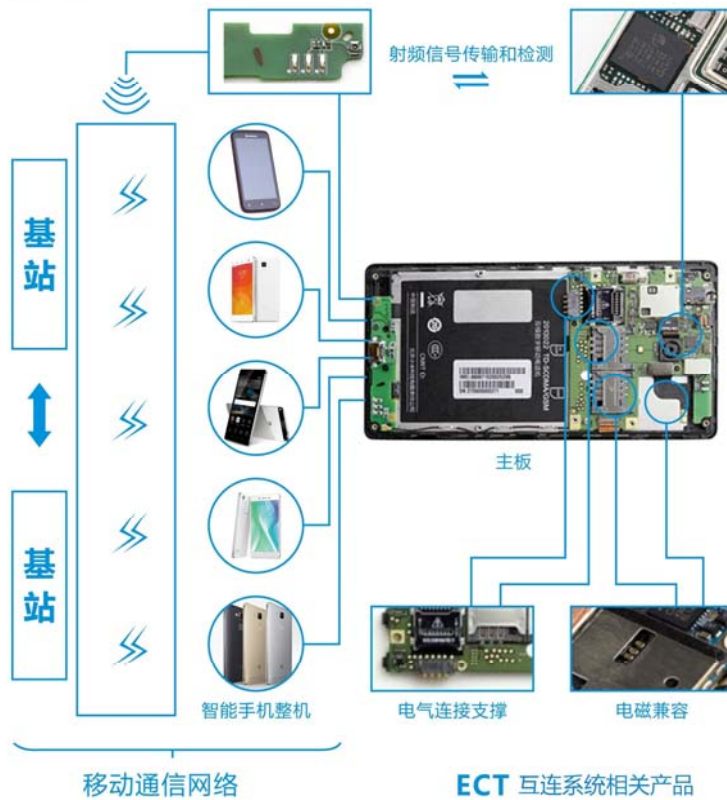 射频信号传输和检测
基站
基站
主板
智能手机整机
电气连接支撑
电磁兼容
移动通信网络
ECT 互连系统相关产品